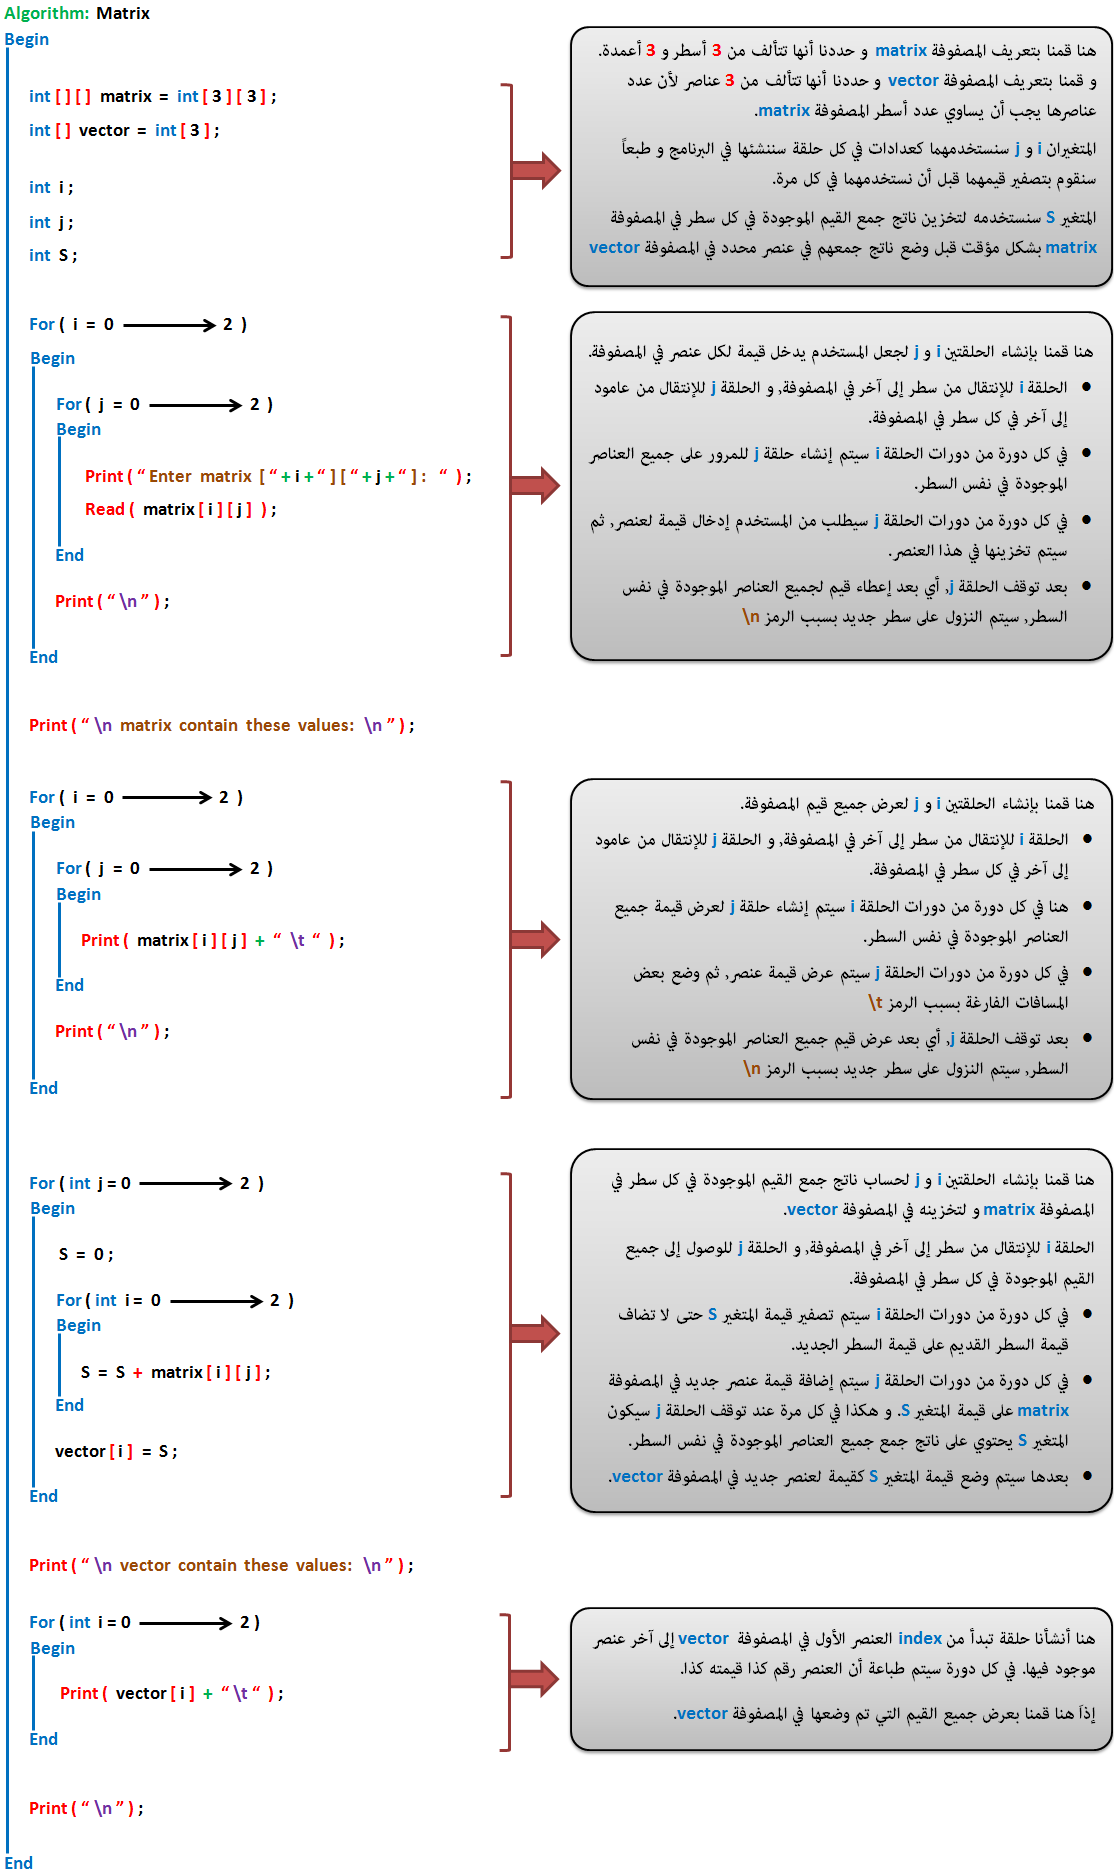 Algorithm: Matrix
Begin
int [ ] [ ] matrix = int [ 3 ] [ 3 ] ;
int [ ] vector = int [ 3 ] ;
int i ;
int j ;
int S ;
هنا قمنا بتعريف المصفوفة matrix و حددنا أنها تتألف من 3 أسطر و 3 أعمدة.
و قمنا بتعريف المصفوفة vector و حددنا أنها تتألف من 3 عناصر لأن عدد
عناصرها يجب أن يساوي عدد أسطر المصفوفة matrix.
المتغيران i و j سنستخدمهما كعدادات في كل حلقة سننشئها في البرنامج و طبعاً
سنقوم بتصفير قيمهما قبل أن نستخدمهما في كل مرة.
المتغير S سنستخدمه لتخزين ناتج جمع القيم الموجودة في كل سطر في المصفوفة
matrix بشكل مؤقت قبل وضع ناتج جمعهم في عنصر محدد في المصفوفة vector
For ( i = 0 ⟶ 2 )
Begin
For ( j = 0 ⟶ 2 )
Begin
Print ( “ Enter matrix [ “ + i + “ ] [ “ + j + “ ] : “ ) ;
Read ( matrix [ i ] [ j ] ) ;
End
Print ( “ \n ” ) ;
End
هنا قمنا بإنشاء الحلقتين i و j لجعل المستخدم يدخل قيمة لكل عنصر في المصفوفة.
● الحلقة i للإنتقال من سطر إلى آخر في المصفوفة, و الحلقة j للإنتقال من عامود
إلى آخر في كل سطر في المصفوفة.
● في كل دورة من دورات الحلقة i سيتم إنشاء حلقة j للمرور على جميع العناصر
الموجودة في نفس السطر.
● في كل دورة من دورات الحلقة j سيطلب من المستخدم إدخال قيمة لعنصر, ثم
سيتم تخزينها في هذا العنصر.
● بعد توقف الحلقة j, أي بعد إعطاء قيم لجميع العناصر الموجودة في نفس
السطر, سيتم النزول على سطر جديد بسبب الرمز \n
Print ( “ \n matrix contain these values: \n ” ) ;
For ( i = 0 ⟶ 2 )
Begin
For ( j = 0 ⟶ 2 )
Begin
Print ( matrix [ i ] [ j ] + “ \t “ ) ;
End
Print ( “ \n ” ) ;
End
هنا قمنا بإنشاء الحلقتين i و j لعرض جميع قيم المصفوفة.
● الحلقة i للإنتقال من سطر إلى آخر في المصفوفة, و الحلقة j للإنتقال من عامود
إلى آخر في كل سطر في المصفوفة.
● هنا في كل دورة من دورات الحلقة i سيتم إنشاء حلقة j لعرض قيمة جميع
العناصر الموجودة في نفس السطر.
● في كل دورة من دورات الحلقة j سيتم عرض قيمة عنصر, ثم وضع بعض
المسافات الفارغة بسبب الرمز \t
● بعد توقف الحلقة j, أي بعد عرض قيم جميع العناصر الموجودة في نفس
السطر, سيتم النزول على سطر جديد بسبب الرمز \n
For ( int j = 0 ⟶ 2 )
Begin
S = 0 ;
For ( int i = 0 ⟶ 2 )
Begin
S = S + matrix [ i ] [ j ] ;
End
vector [ i ] = S ;
End
هنا قمنا بإنشاء الحلقتين i و j لحساب ناتج جمع القيم الموجودة في كل سطر في
المصفوفة matrix و لتخزينه في المصفوفة vector.
الحلقة i للإنتقال من سطر إلى آخر في المصفوفة, و الحلقة j للوصول إلى جميع
القيم الموجودة في كل سطر في المصفوفة.
● في كل دورة من دورات الحلقة i سيتم تصفير قيمة المتغير S حتى لا تضاف
قيمة السطر القديم على قيمة السطر الجديد.
● في كل دورة من دورات الحلقة j سيتم إضافة قيمة عنصر جديد في المصفوفة
matrix على قيمة المتغير S. و هكذا في كل مرة عند توقف الحلقة j سيكون
المتغير S يحتوي على ناتج جمع جميع العناصر الموجودة في نفس السطر.
● بعدها سيتم وضع قيمة المتغير S كقيمة لعنصر جديد في المصفوفة vector.
Print ( “ \n vector contain these values: \n ” ) ;
For ( int i = 0 ⟶ 2 )
Begin
Print ( vector [ i ] + “ \t “ ) ;
End
هنا أنشأنا حلقة تبدأ من index العنصر الأول في المصفوفة vector إلى آخر عنصر
موجود فيها. في كل دورة سيتم طباعة أن العنصر رقم كذا قيمته كذا.
إذاً هنا قمنا بعرض جميع القيم التي تم وضعها في المصفوفة vector.
Print ( “ \n ” ) ;
End